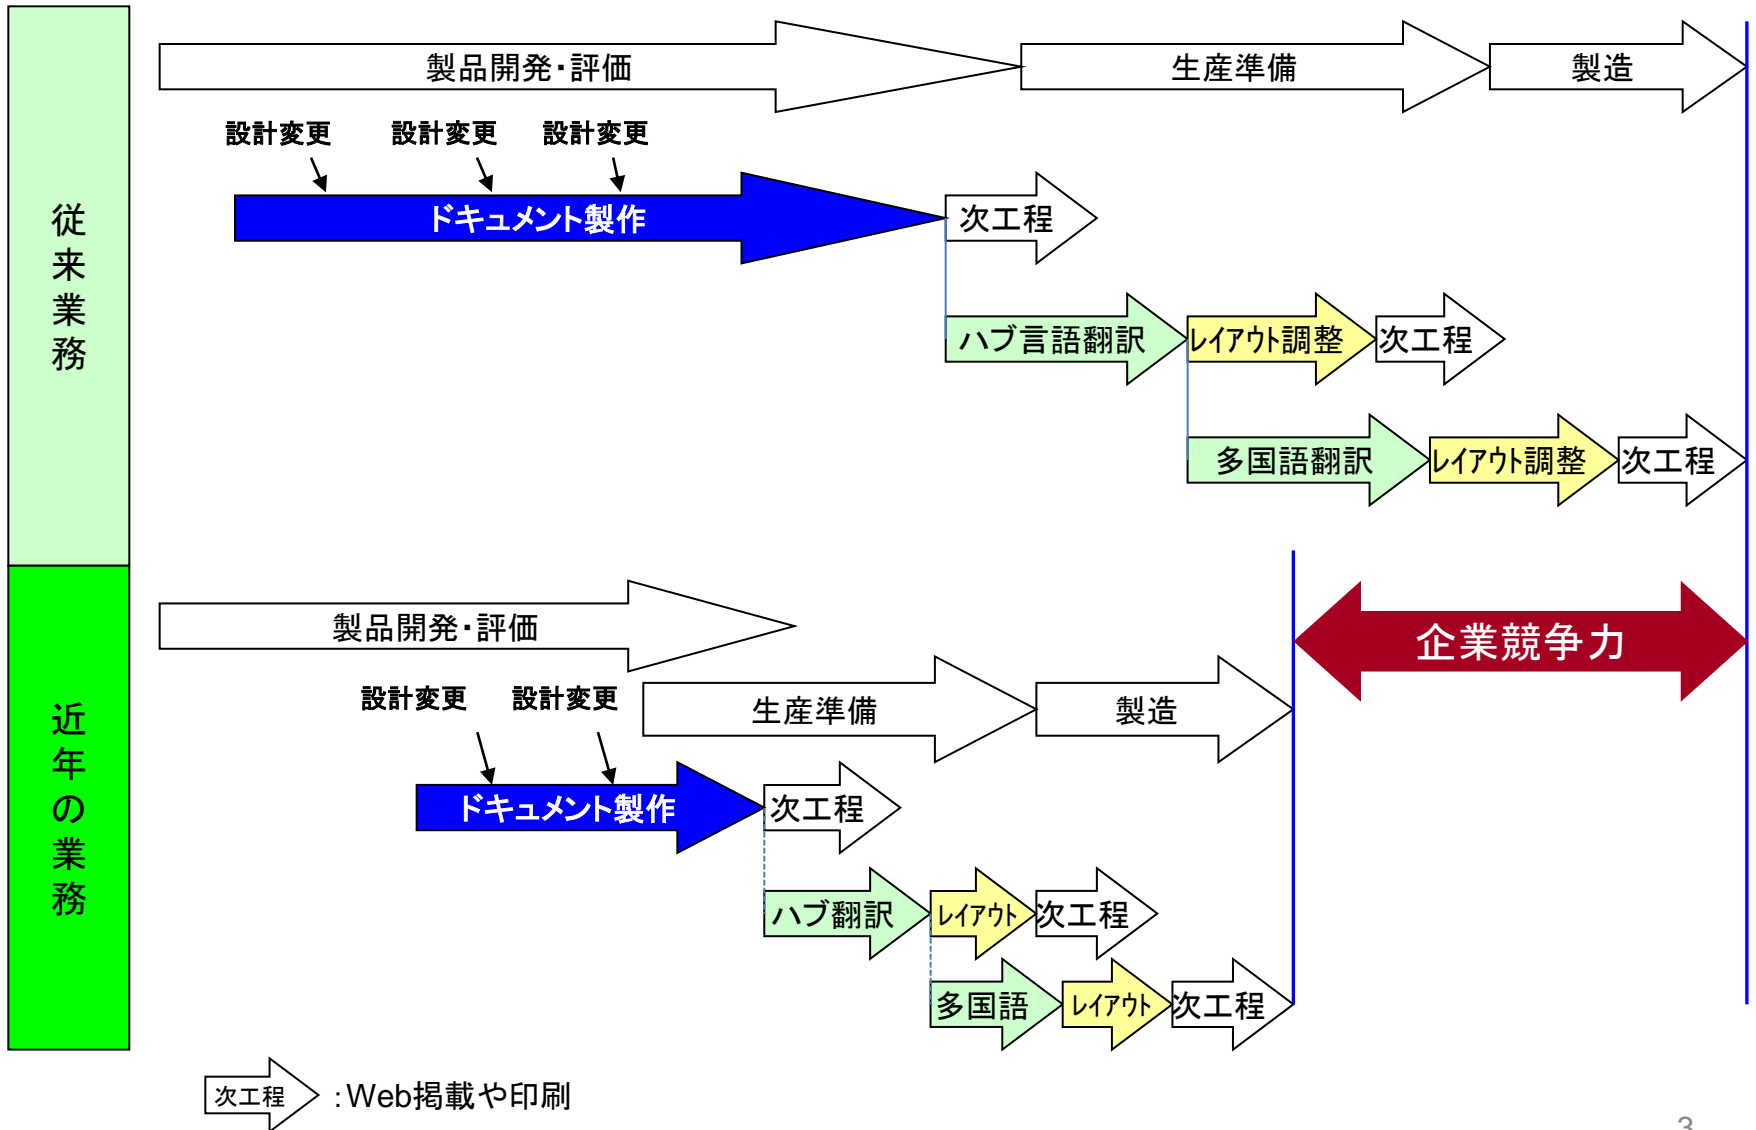 従来業務
製品開発・評価
生産準備
製造
設計変更
設計変更
設計変更
ドキュメント製作
次工程
ハブ言語翻訳
レイアウト調整
次工程
多国語翻訳
レイアウト調整
次工程
近年の業務
製品開発・評価
企業競争力
設計変更
設計変更
生産準備
製造
ドキュメント製作
次工程
ハブ翻訳
レイアウト
次工程
多国語
レイアウト
次工程
次工程
:Web掲載や印刷
3